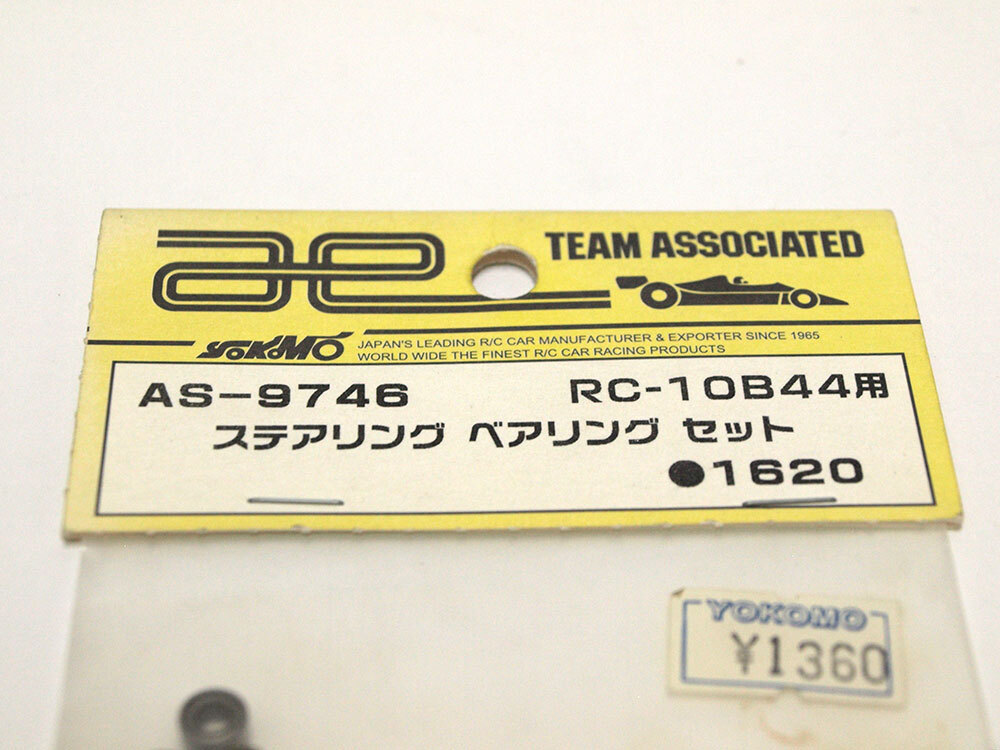 ae
TEAM ASSOCIATED
YOKOMO
JAPAN'S LEADING R/C CAR MANUFACTURER & EXPORTER SINCE 1965
WORLD WIDE THE FINEST R/C CAR RACING PRODUCTS
AS-9746 RC-10B44用
ステアリング ベアリング セット
●1620
YOKOMO
¥1360